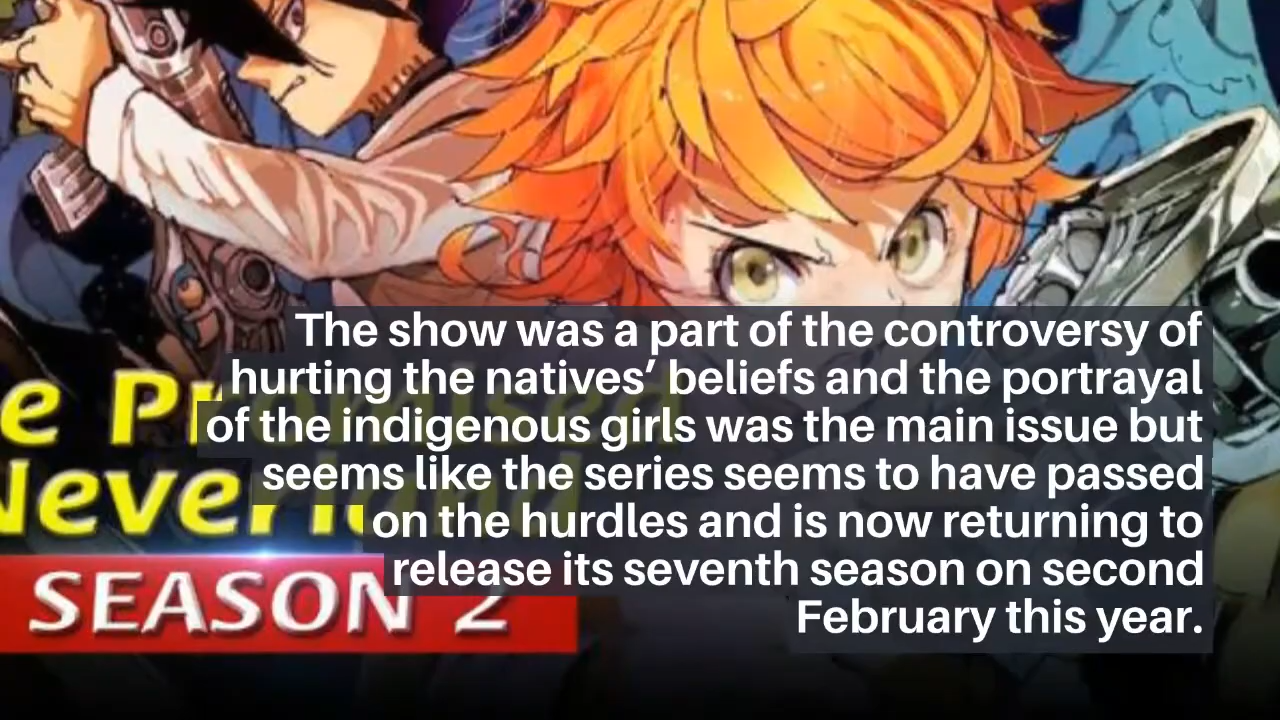 The show was a part of the controversy of
hurting the natives’ beliefs and the portrayal
of the indigenous girls was the main issue but
seems like the series seems to have passed
on the hurdles and is now returning to
release its seventh season on second
February this year.
e Promised
Neverland
SEASON 2